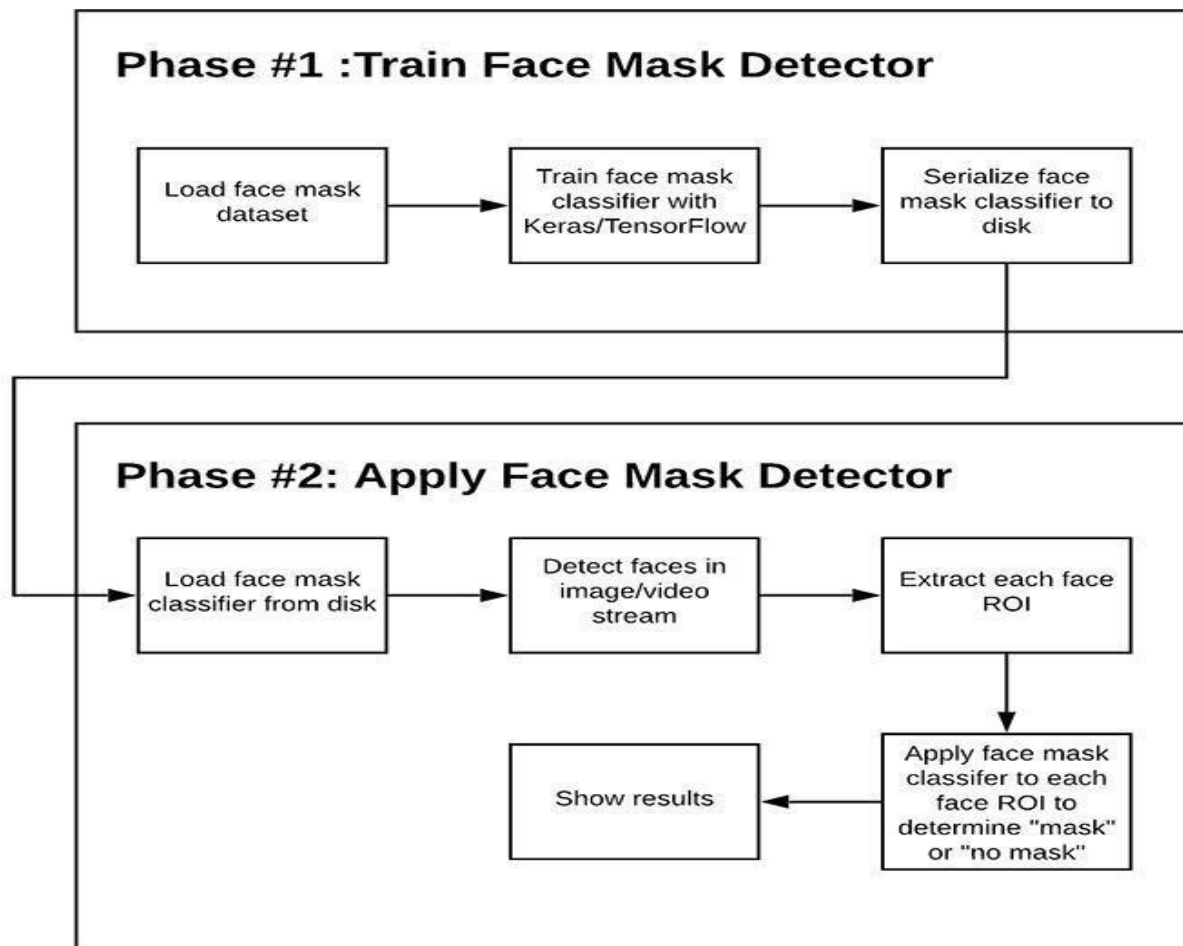 Phase #1 :Train Face Mask Detector
Load face mask
dataset
Train face mask
classifier with
Keras/TensorFlow
Serialize face
mask classifier to
disk
Phase #2: Apply Face Mask Detector
Load face mask
classifier from disk
Detect faces in
image/video
stream
Extract each face
ROI
Apply face mask
classifer to each
face ROI to
determine "mask"
or "no mask"
Show results